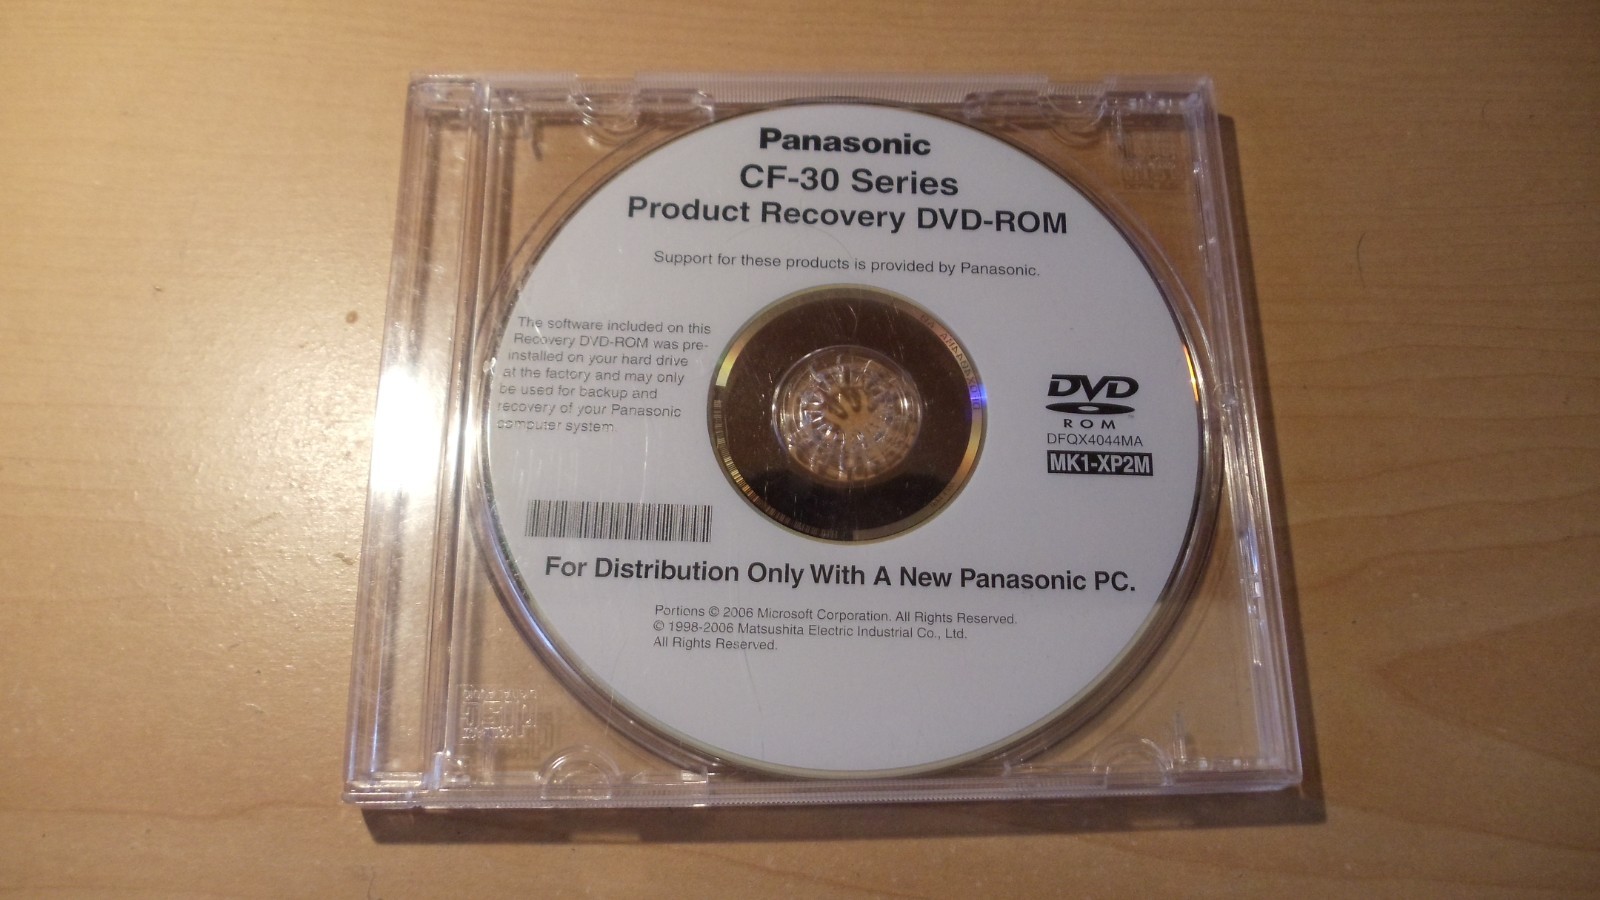 Panasonic
CF-30 Series
Product Recovery DVD-ROM
Support for these products is provided by Panasonic.
The software included on this
Recovery DVD-ROM was pre-
installed on your hard drive
at the factory and may only
be used for backup and
recovery of your Panasonic
computer system.
DVD
ROM
DFQX4044MA
MK1-XP2M
For Distribution Only With A New Panasonic PC.
Portions © 2006 Microsoft Corporation. All Rights Reserved.
© 1998-2006 Matsushita Electric Industrial Co., Ltd.
All Rights Reserved.